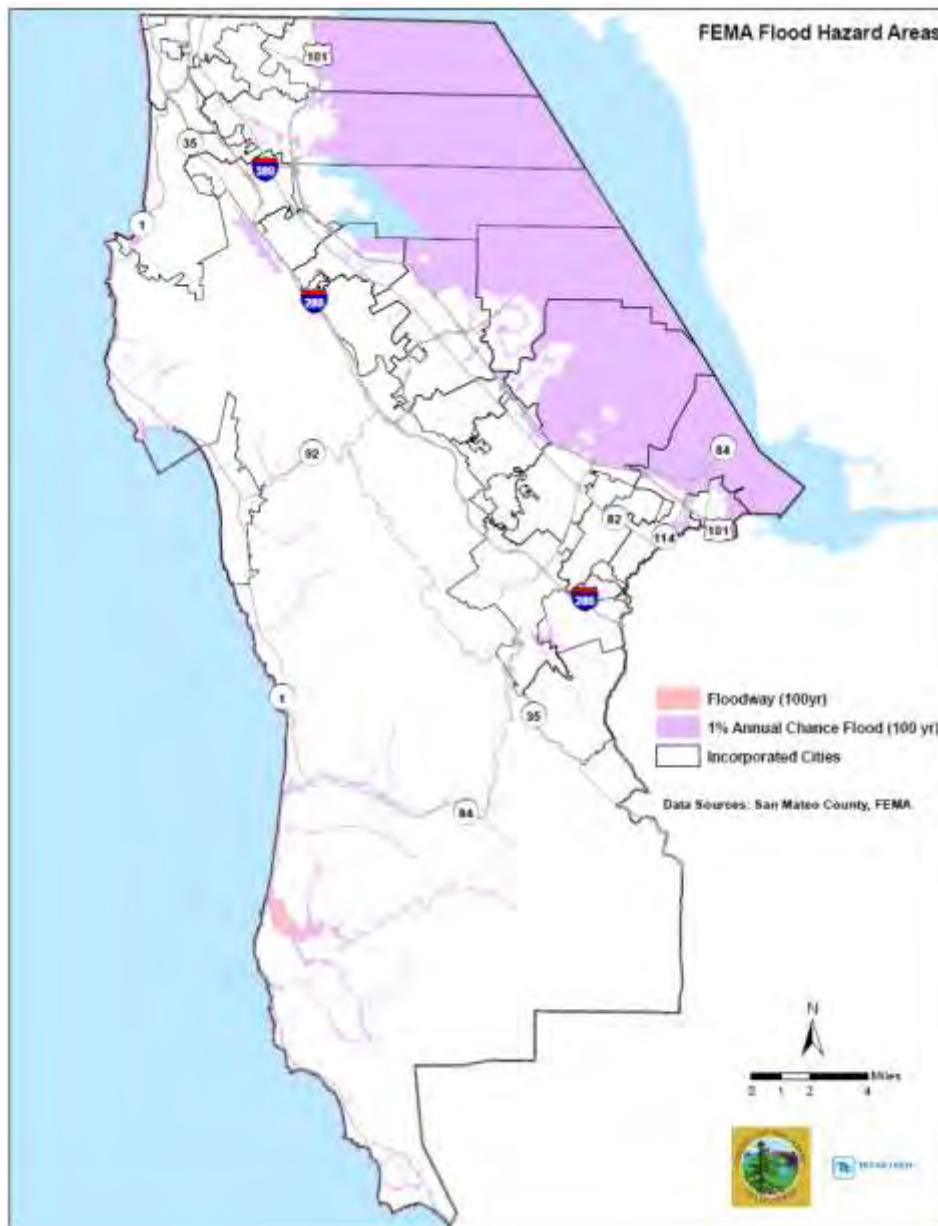 FEMA Flood Hazard Areas
101
35
380
1
280
92
84
82
114
101
280
1
35
84
Floodway (100yr)
1% Annual Chance Flood (100 yr)
Incorporated Cities
Data Sources: San Mateo County, FEMA
N
Miles
0 1 2 4